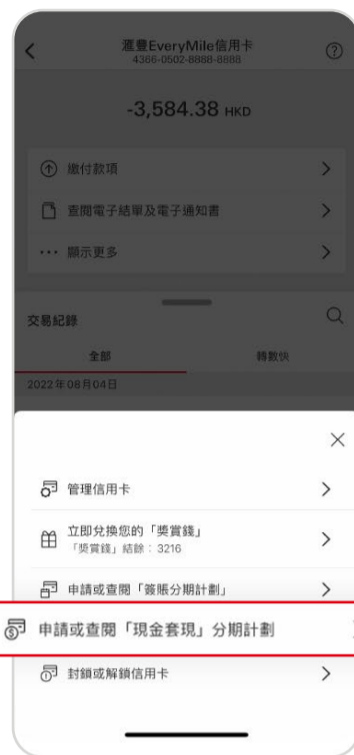 滙豐EveryMile信用卡
4366-0502-8888-8888
-3,584.38 HKD
繳付款項
查閱電子結單及電子通知書
顯示更多
交易紀錄
全部 轉數快
2022年08月04日
管理信用卡
立即兌換您的「獎賞錢」
「獎賞錢」結餘：3216
申請或查閱「簽賬分期計劃」
申請或查閱「現金套現」分期計劃
封鎖或解鎖信用卡